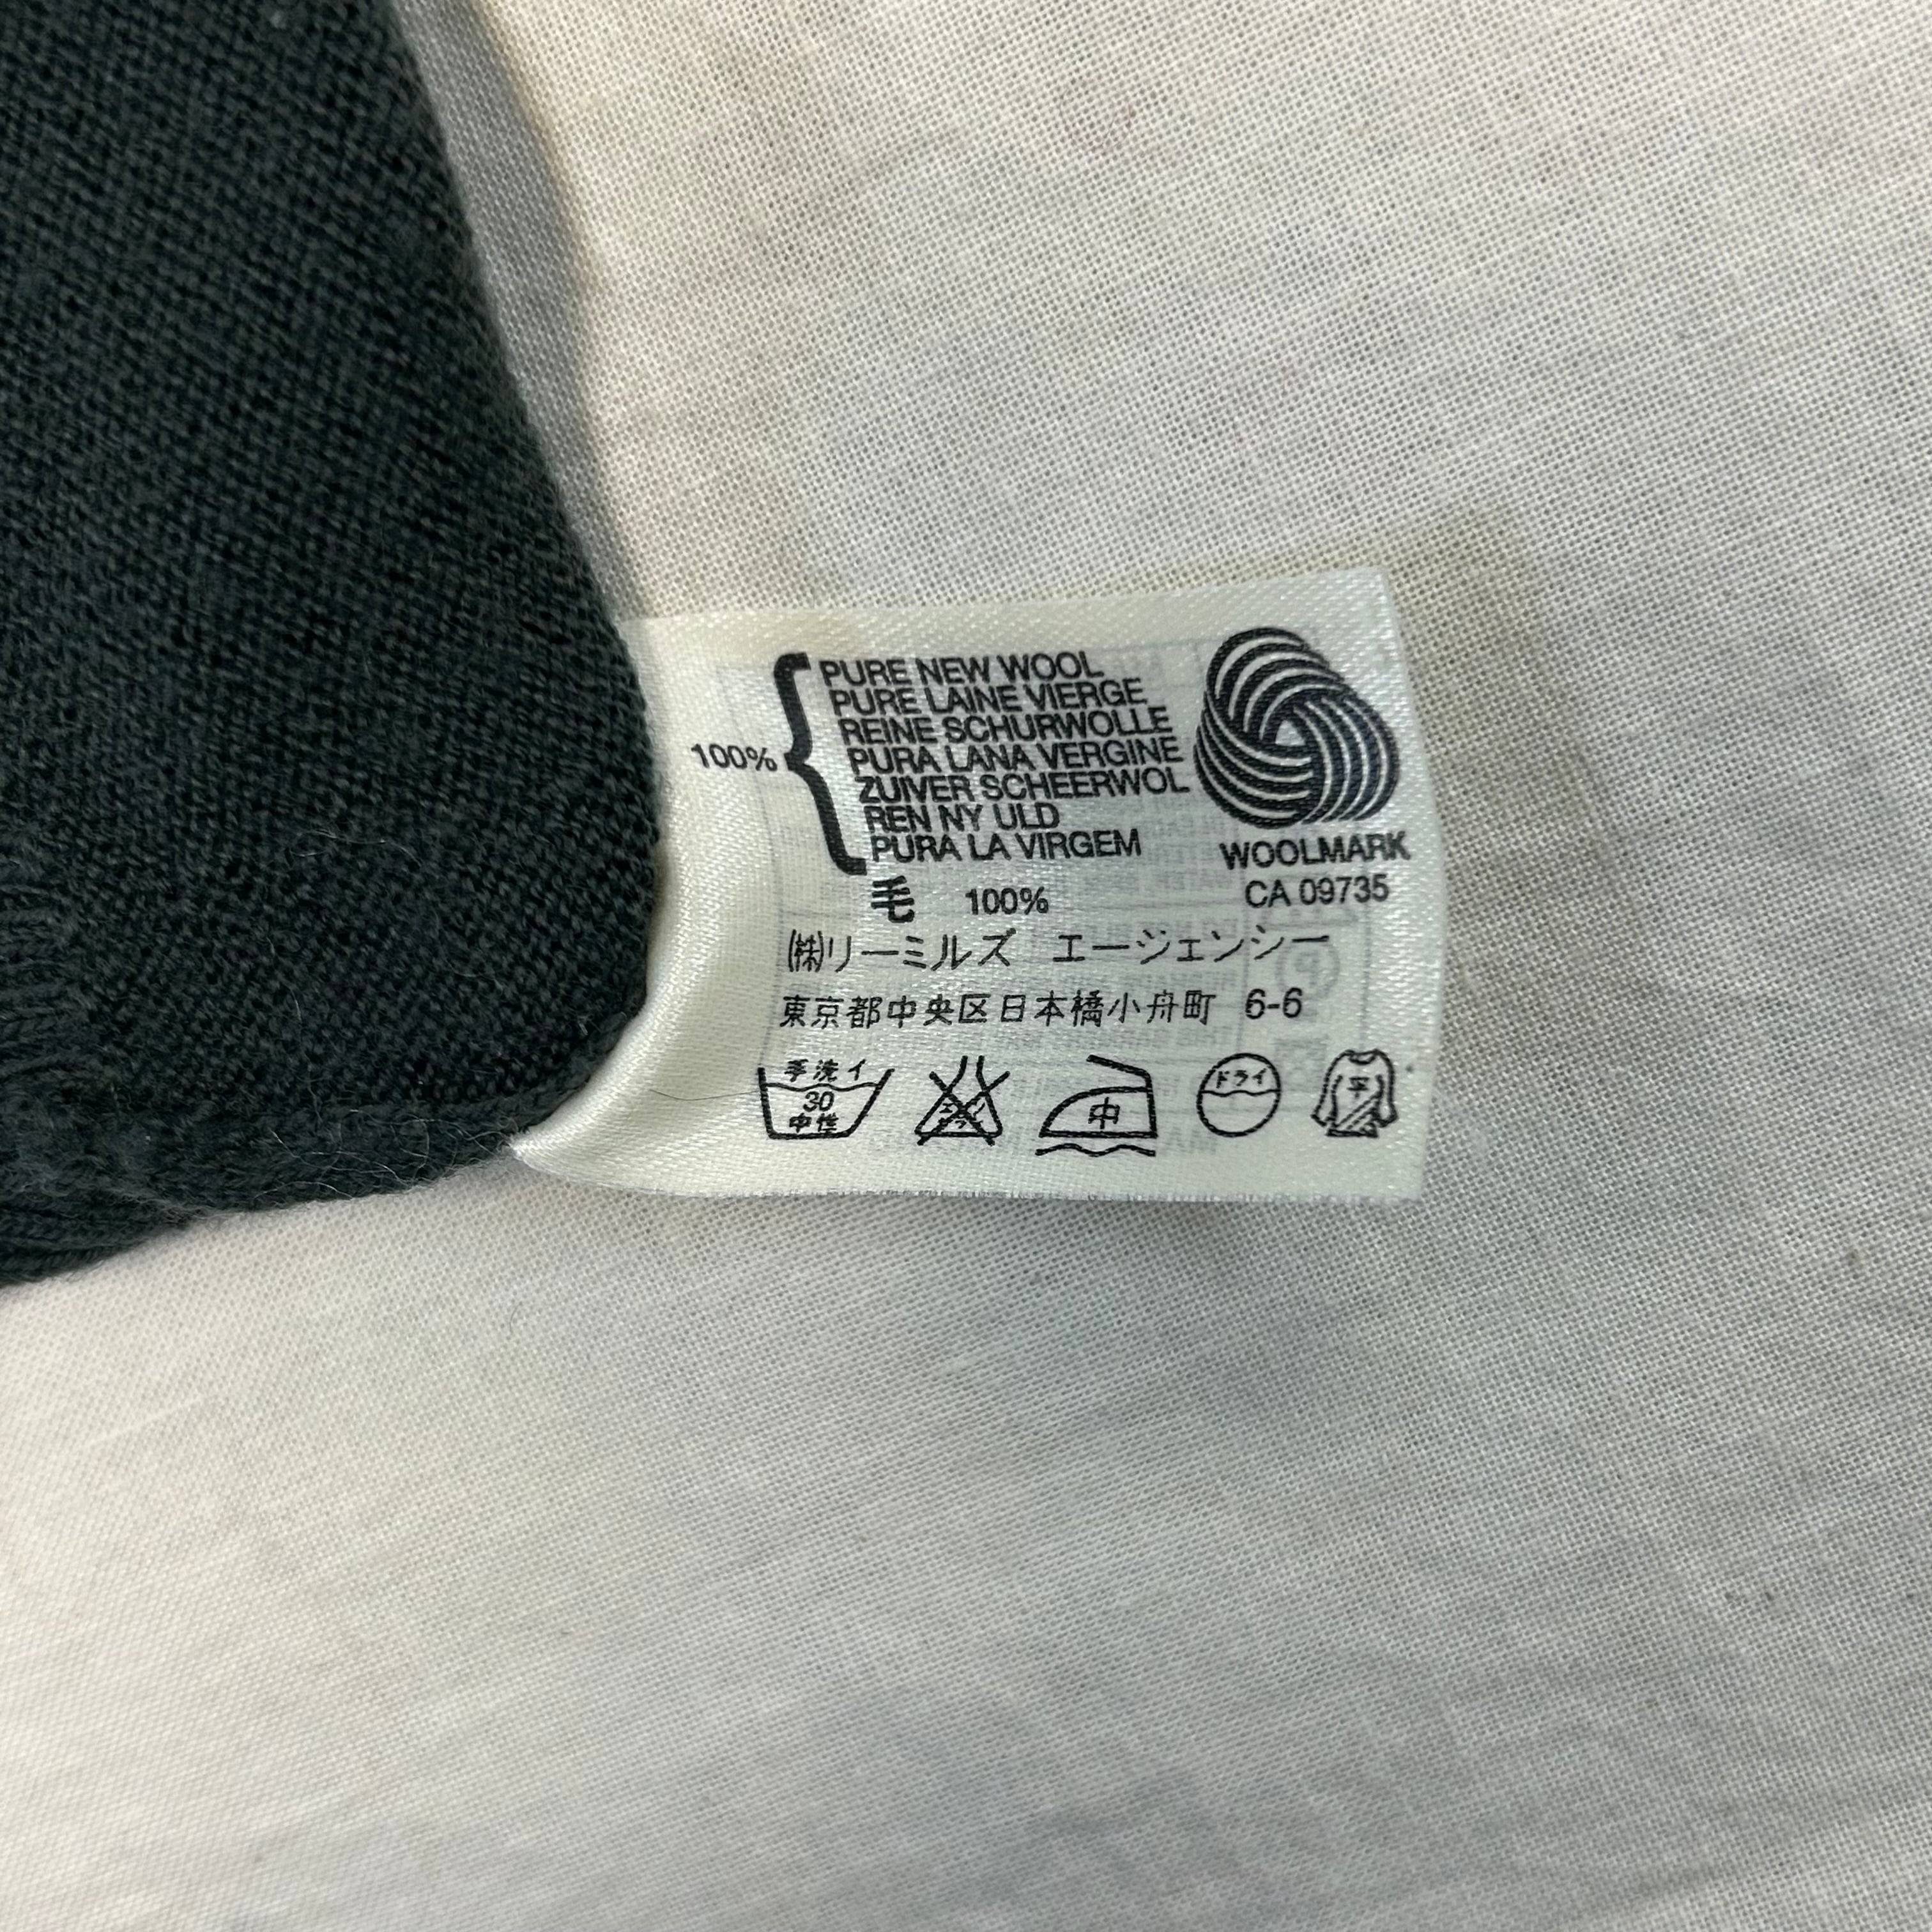 100%
PURE NEW WOOL
PURE LAINE VIERGE
REINE SCHURWOLLE
PURA LANA VERGINE
ZUIVER SCHEERWOL
REN NY ULD
PURA LA VIRGEM
WOOLMARK
CA 09735
毛 100%
㈱リーミルズ エージェンシー
東京都中央区日本橋小舟町 6-6
手洗イ
30
中性
中
ドライ
平